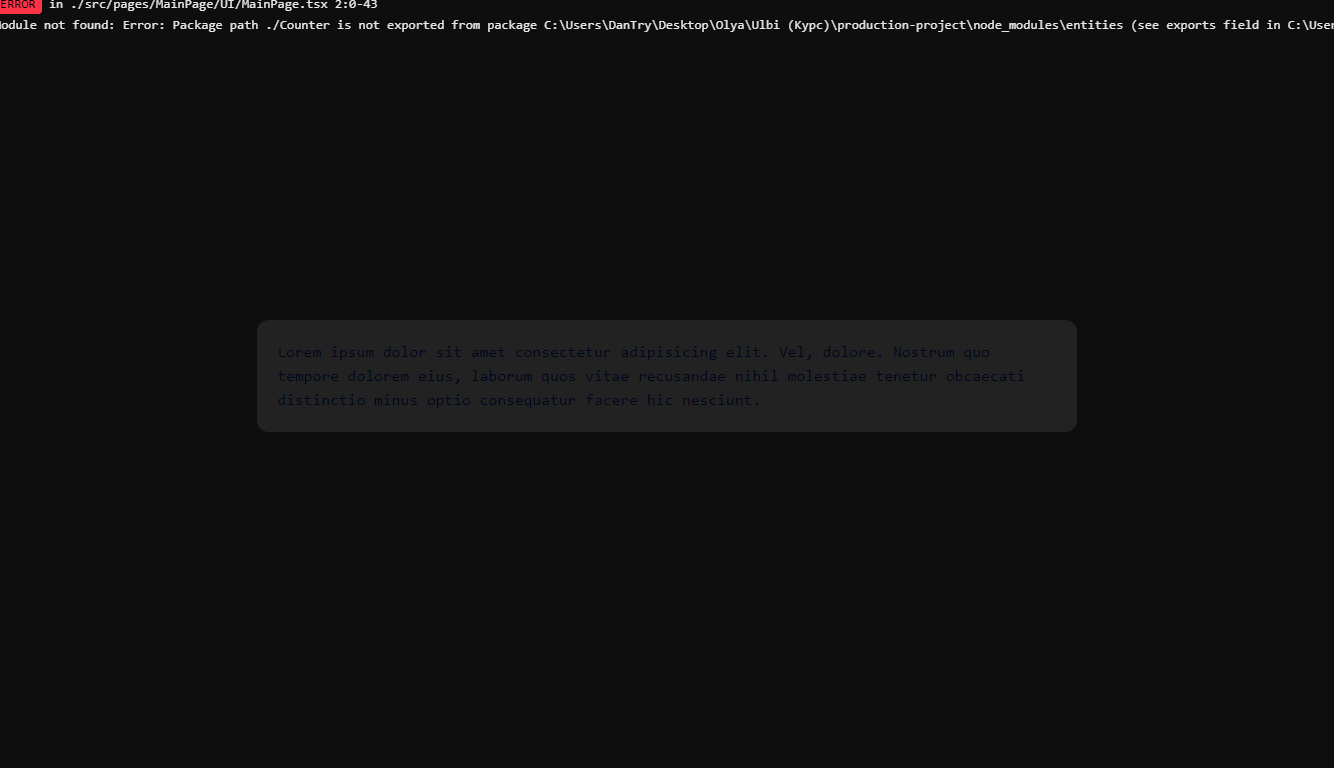 ERROR in ./src/pages/MainPage/UI/MainPage.tsx 2:0-43
Module not found: Error: Package path ./Counter is not exported from package C:\Users\DanTry\Desktop\Olya\Ulbi (Курс)\production-project\node_modules\entities (see exports field in C:\User
Lorem ipsum dolor sit amet consectetur adipisicing elit. Vel, dolore. Nostrum quo
tempore dolorem eius, laborum quos vitae recusandae nihil molestiae tenetur obcaecati
distinctio minus optio consequatur facere hic nesciunt.